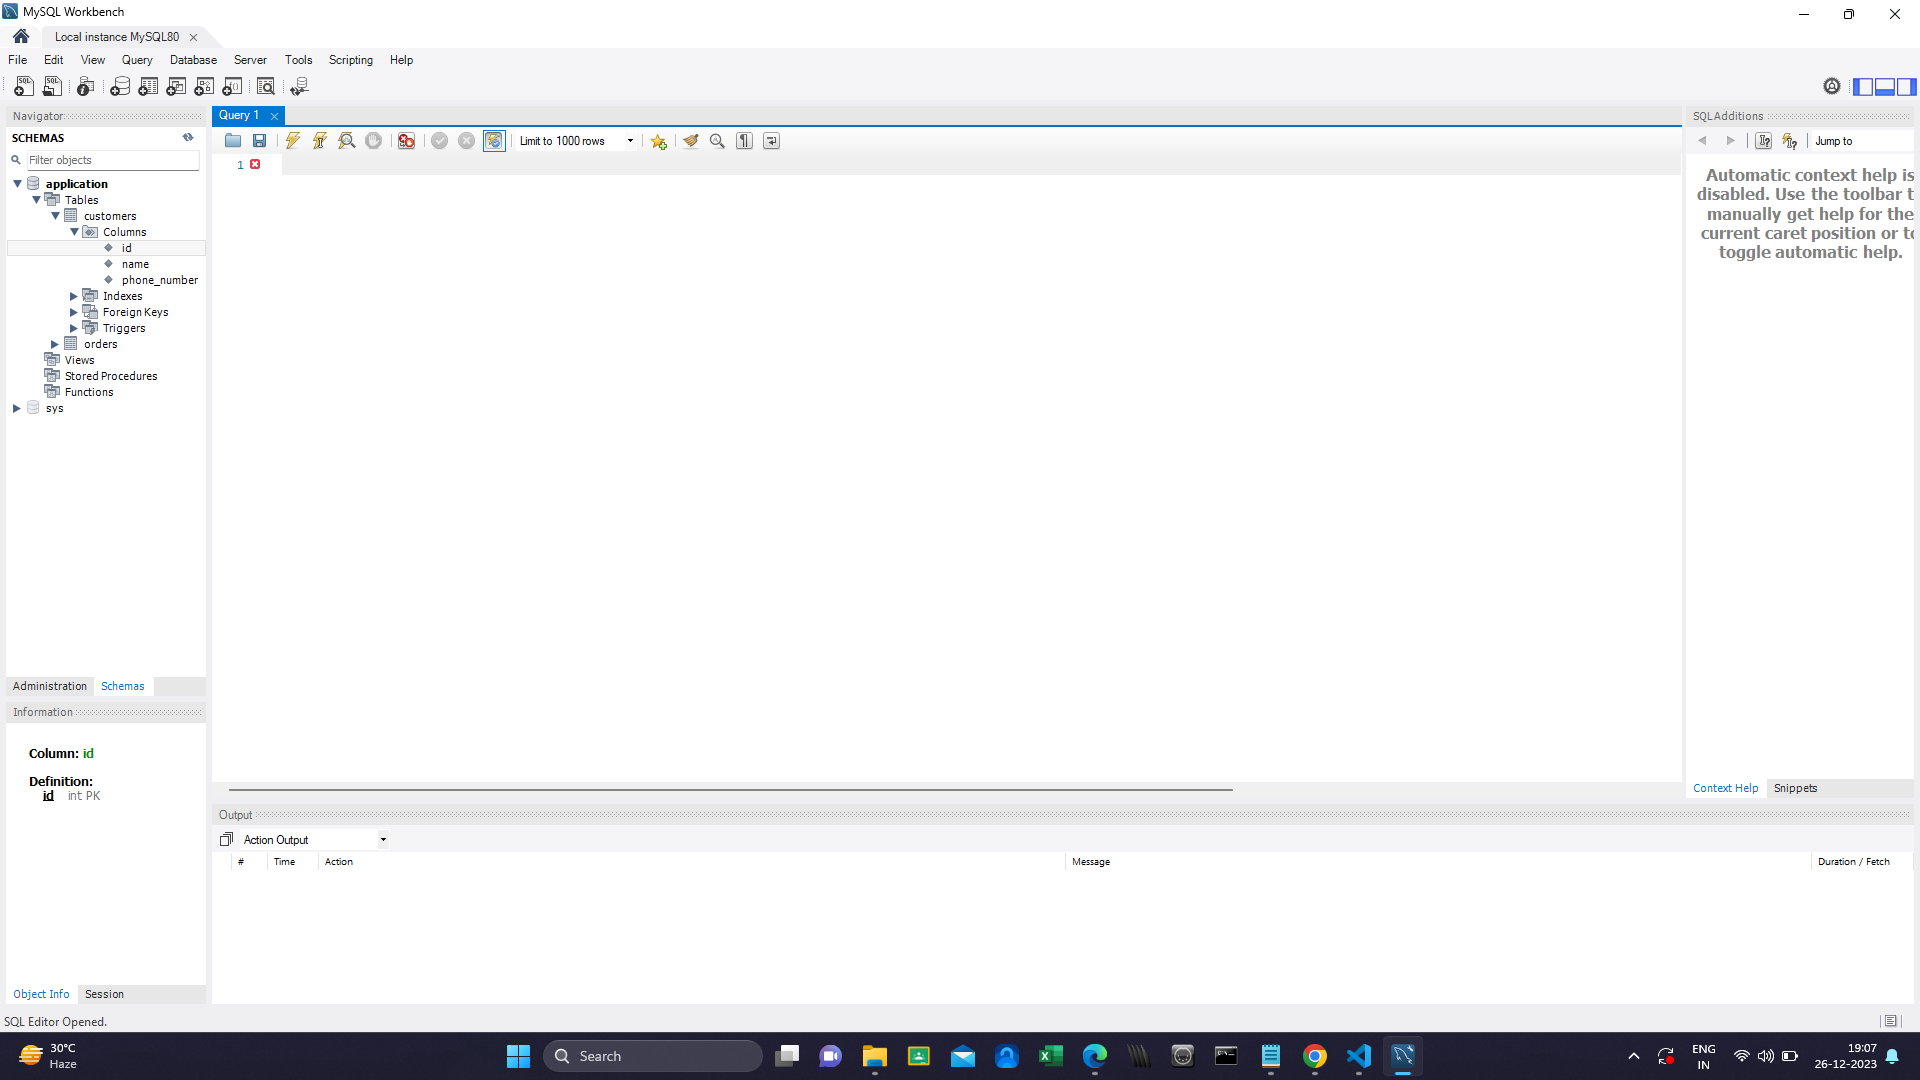 MySQL Workbench
Local instance MySQL80
File Edit View Query Database Server Tools Scripting Help
Navigator
SCHEMAS
Filter objects
application
Tables
customers
Columns
id
name
phone_number
Indexes
Foreign Keys
Triggers
orders
Views
Stored Procedures
Functions
sys
Administration Schemas
Information
Column: id
Definition:
id int PK
Object Info Session
Query 1
Limit to 1000 rows
1
SQLAdditions
Jump to
Automatic context help is
disabled. Use the toolbar t
manually get help for the
current caret position or to
toggle automatic help.
Context Help Snippets
Output
Action Output
# Time Action Message Duration / Fetch
SQL Editor Opened.
30°C
Haze
Search
ENG
IN
19:07
26-12-2023